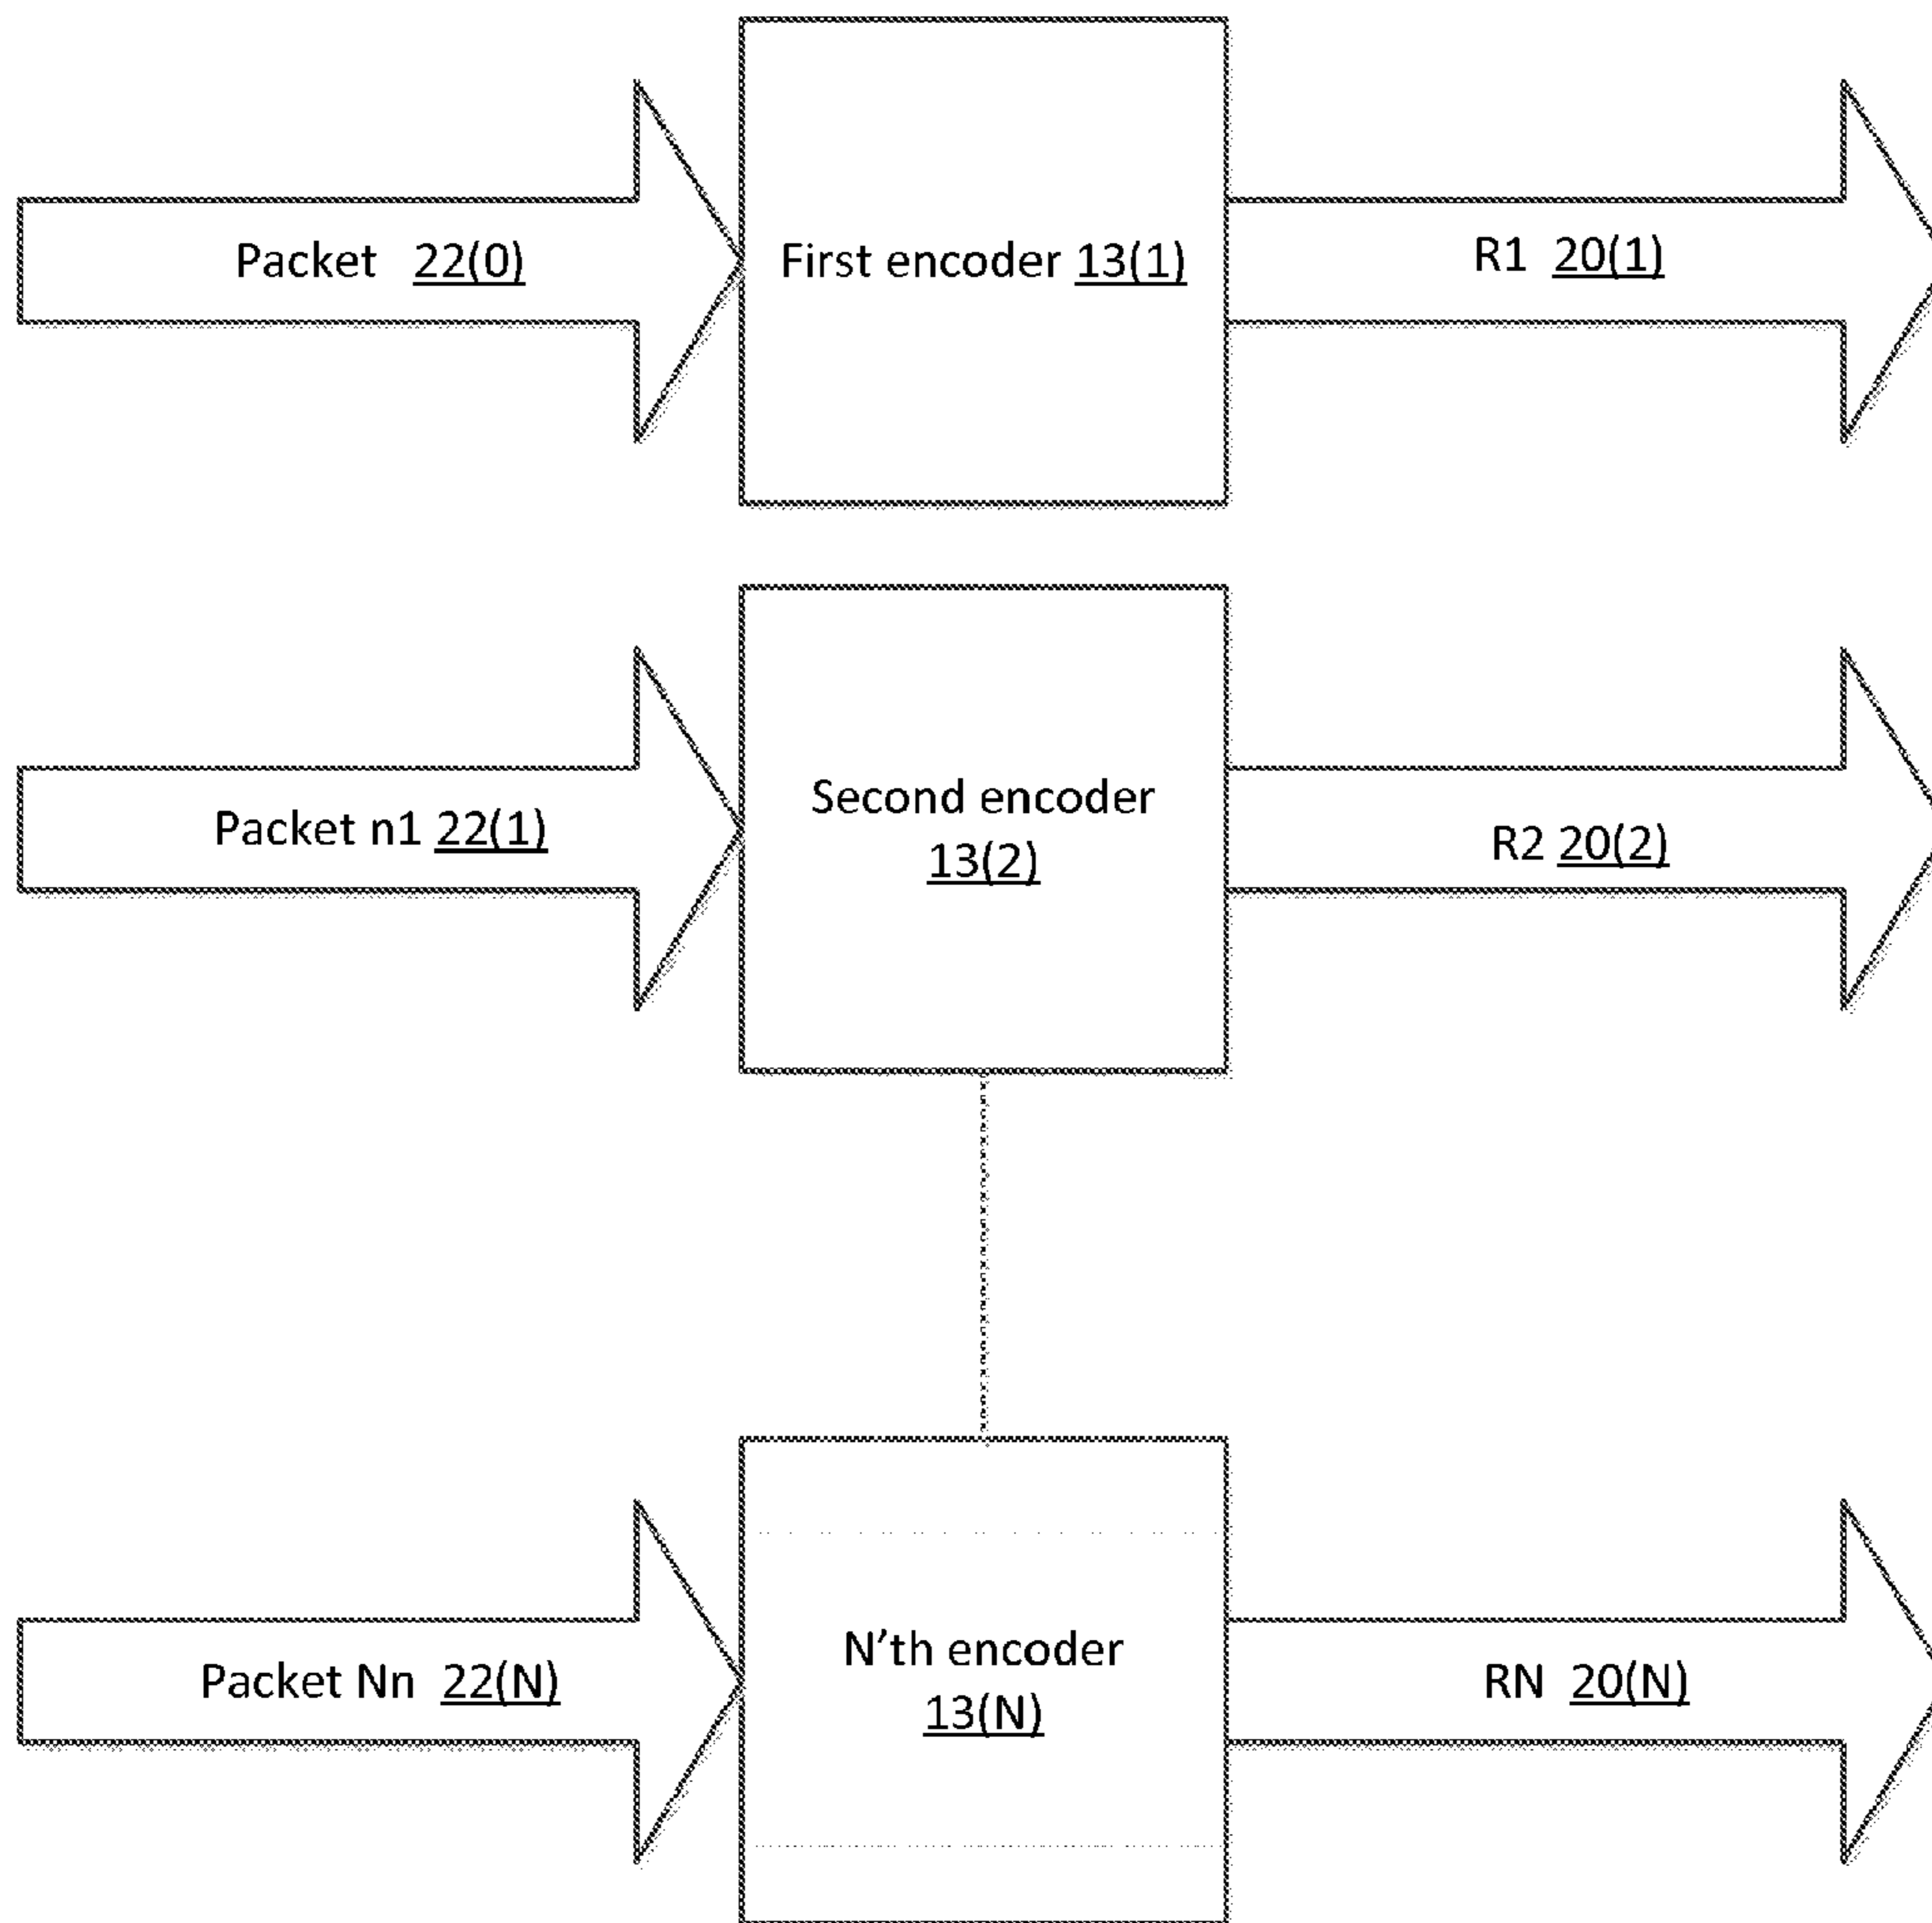 Packet 22(0)
First encoder 13(1)
R1 20(1)
Packet n1 22(1)
Second encoder
13(2)
R2 20(2)
Packet Nn 22(N)
N'th encoder
13(N)
RN 20(N)